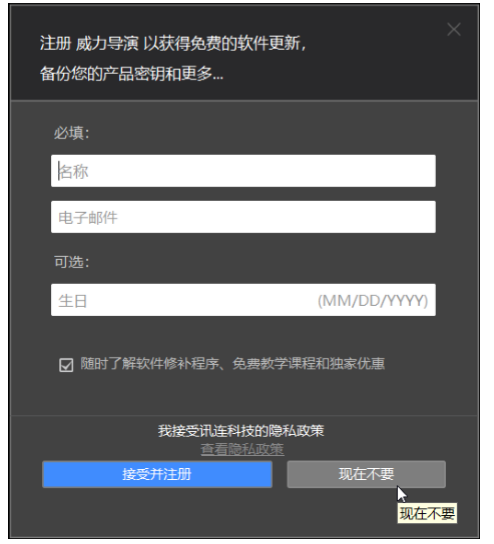 注册 威力导演 以获得免费的软件更新,
备份您的产品密钥和更多...
必填:
名称
电子邮件
可选:
生日 (MM/DD/YYYY)
随时了解软件修补程序、免费教学课程和独家优惠
我接受讯连科技的隐私政策
查看隐私政策
接受并注册 现在不要
现在不要